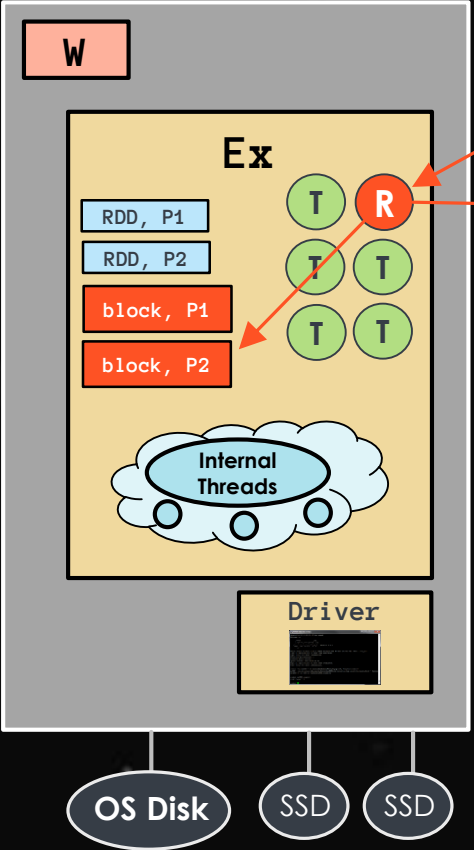 W
Ex
T
R
RDD, P1
RDD, P2
T
T
block, P1
block, P2
T
T
Internal
Threads
Driver
OS Disk
SSD
SSD